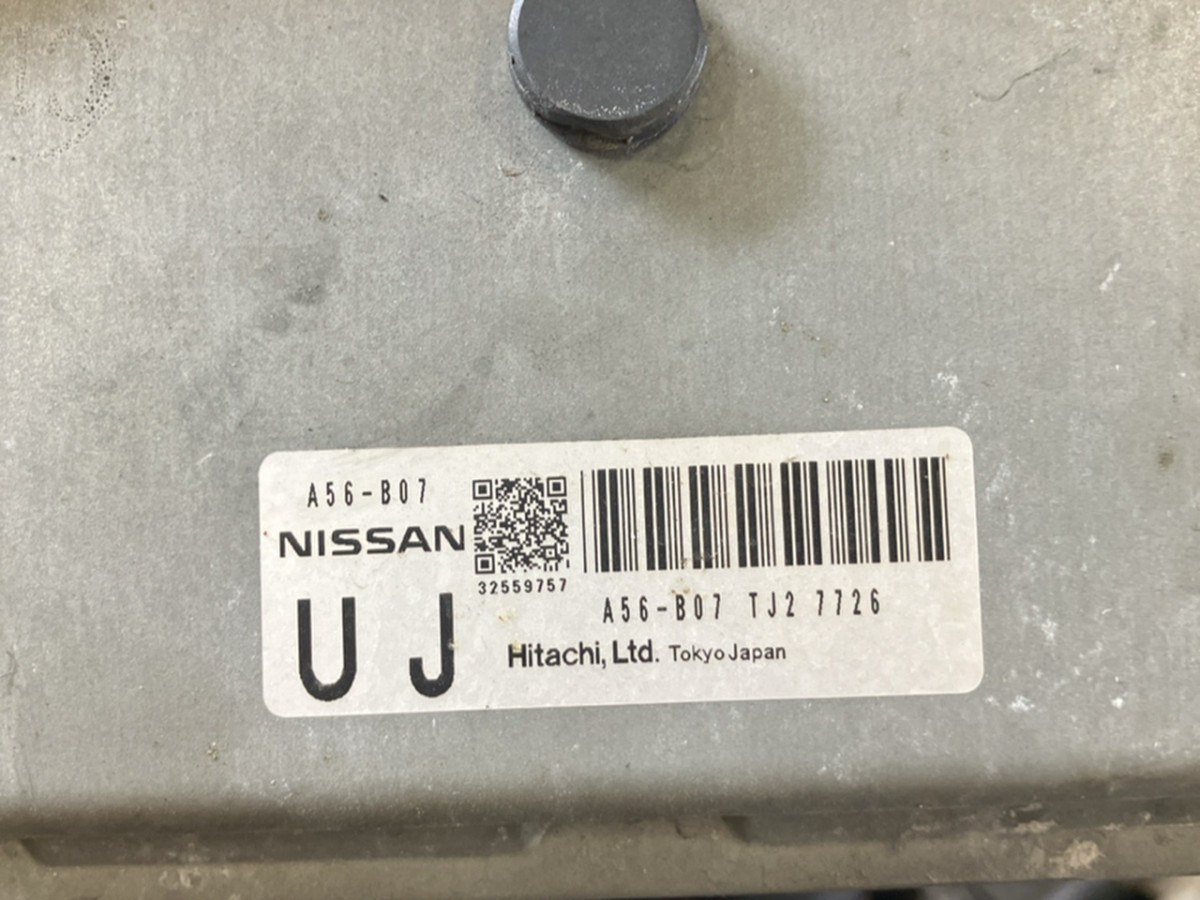 A56-B07
NISSAN
32559757
U J
A56-B07 TJ2 7726
Hitachi, Ltd. Tokyo Japan